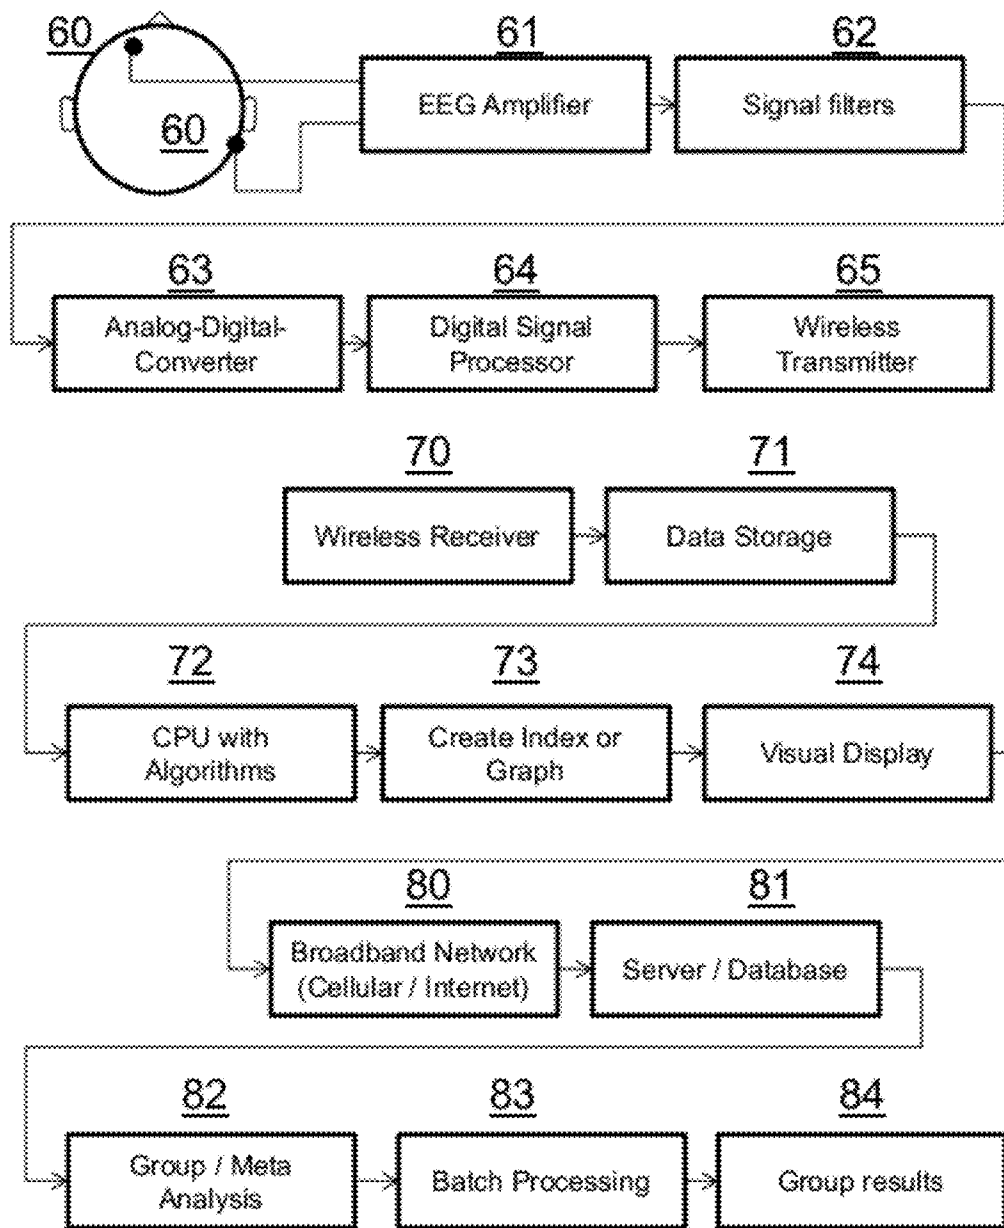 60
61
62
EEG Amplifier
Signal filters
60
63
64
65
Analog-Digital-
Converter
Digital Signal
Processor
Wireless
Transmitter
70
71
Wireless Receiver
Data Storage
72
73
74
CPU with
Algorithms
Create Index or
Graph
Visual Display
80
81
Broadband Network
(Cellular / Internet)
Server / Database
82
83
84
Group / Meta
Analysis
Batch Processing
Group results